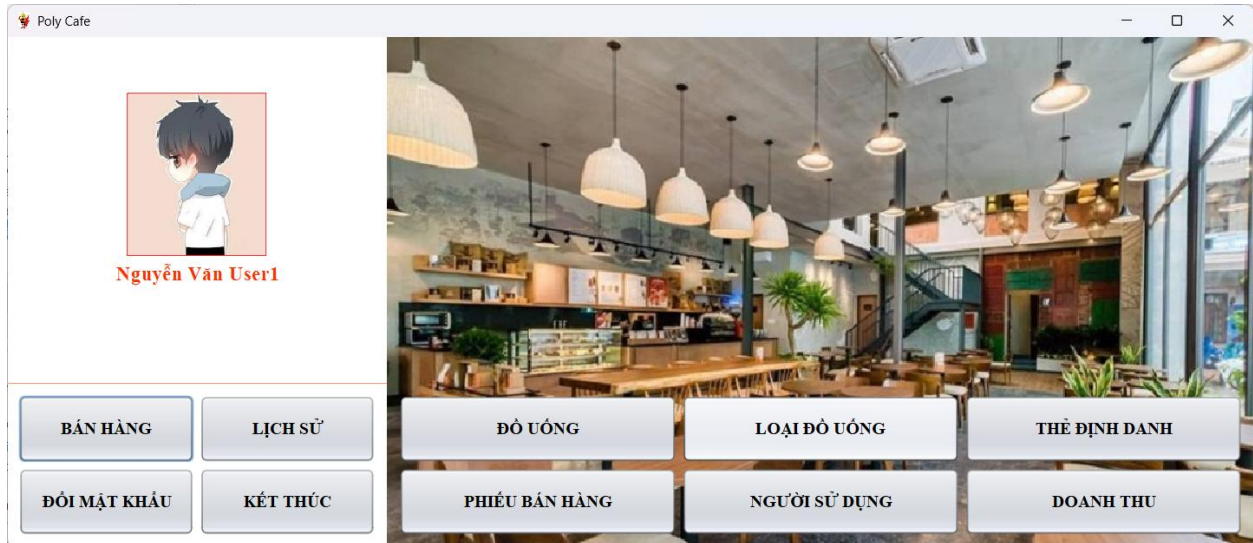 Poly Cafe
Nguyễn Văn User1
BÁN HÀNG
LỊCH SỬ
ĐỔI MẬT KHẨU
KẾT THÚC
ĐỒ UỐNG
LOẠI ĐỒ UỐNG
THẺ ĐỊNH DANH
PHIẾU BÁN HÀNG
NGƯỜI SỬ DỤNG
DOANH THU